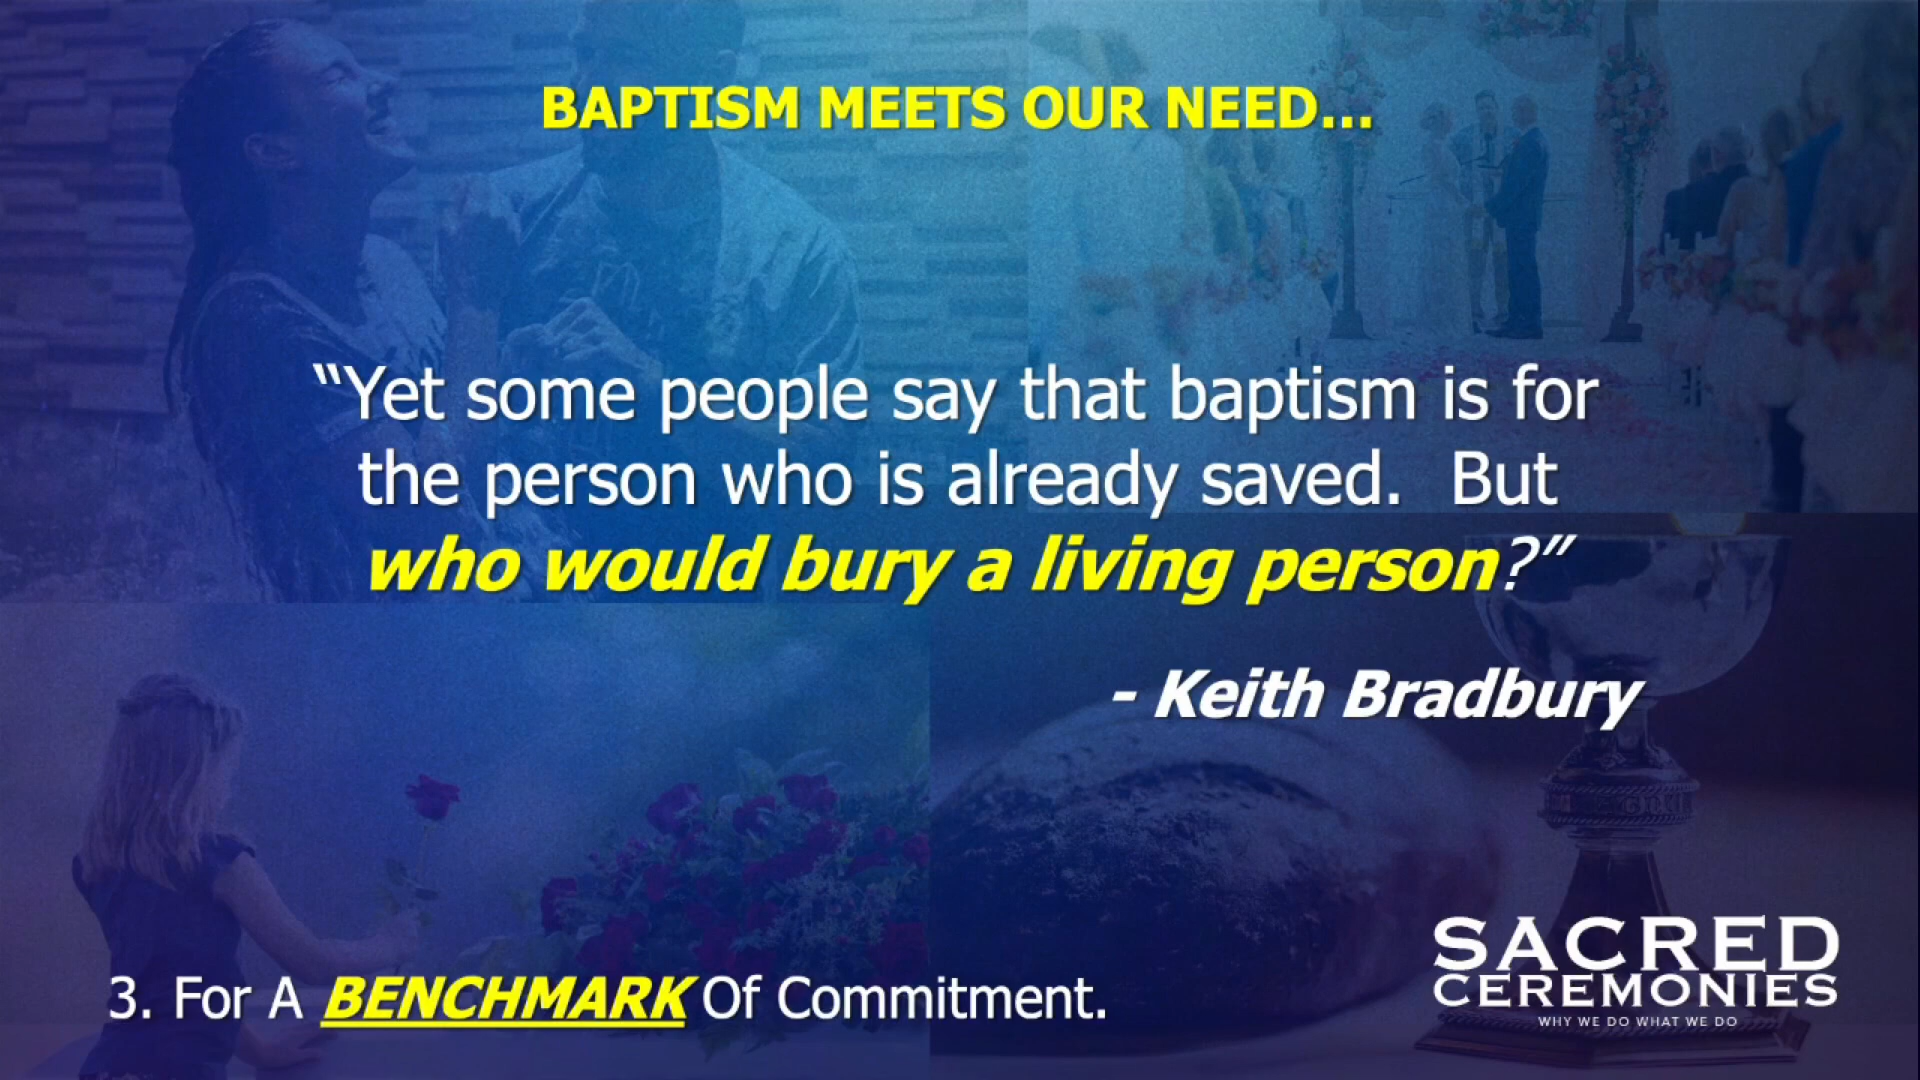 BAPTISM MEETS OUR NEED...
“Yet some people say that baptism is for
the person who is already saved.  But
who would bury a living person?”
- Keith Bradbury
3. For A BENCHMARK Of Commitment.
SACRED
CEREMONIES
WHY WE DO WHAT WE DO